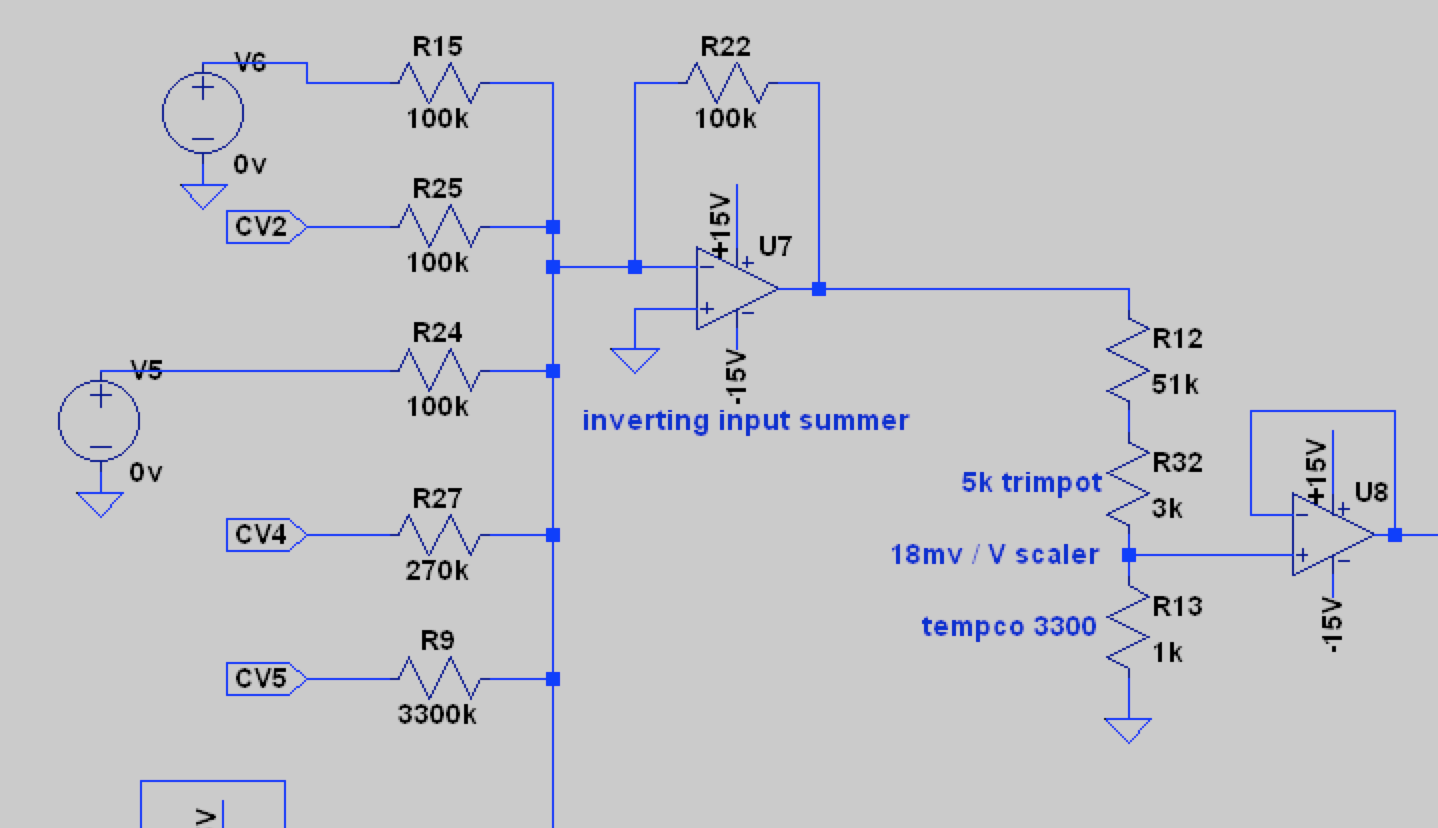 V6
R15
100k
0v
R22
100k
R25
CV2
100k
+15V
U7
-15V
R24
V5
100k
0v
inverting input summer
R12
51k
R32
5k trimpot
3k
+15V
U8
-15V
R27
CV4
270k
18mv / V scaler
R13
tempco 3300
1k
R9
CV5
3300k
V